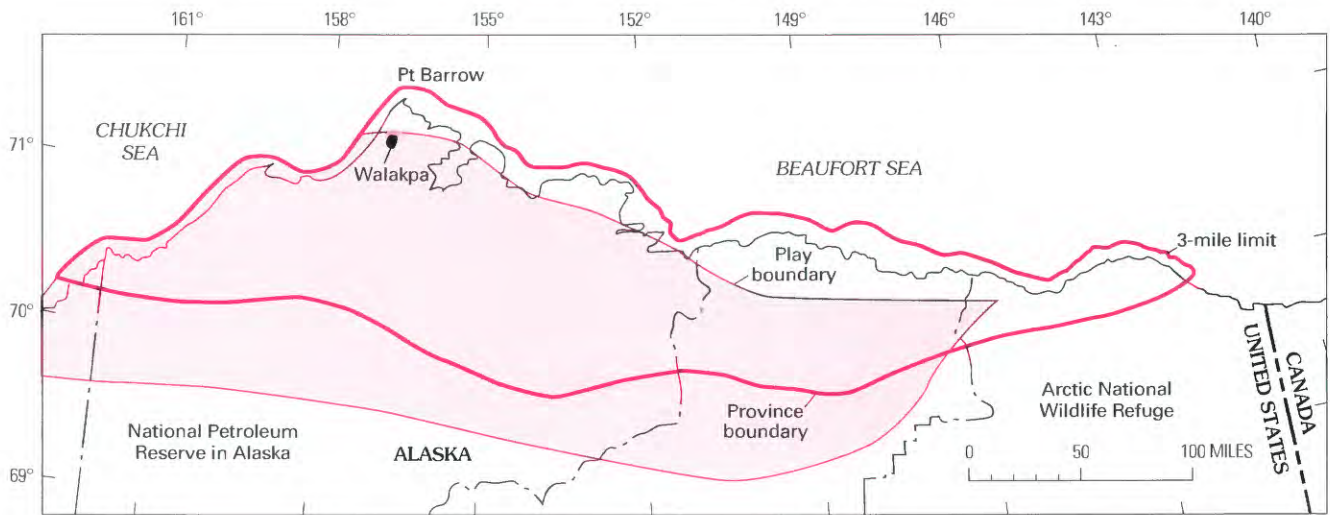 161° 158° 155° 152° 149° 146° 143° 140°
Pt Barrow
CHUKCHI
SEA
71°
BEAUFORT SEA
Walakpa
3-mile limit
Play
boundary
70°
CANADA
UNITED STATES
Arctic National
Wildlife Refuge
Province
boundary
National Petroleum
Reserve in Alaska
ALASKA
0 50 100 MILES
69°